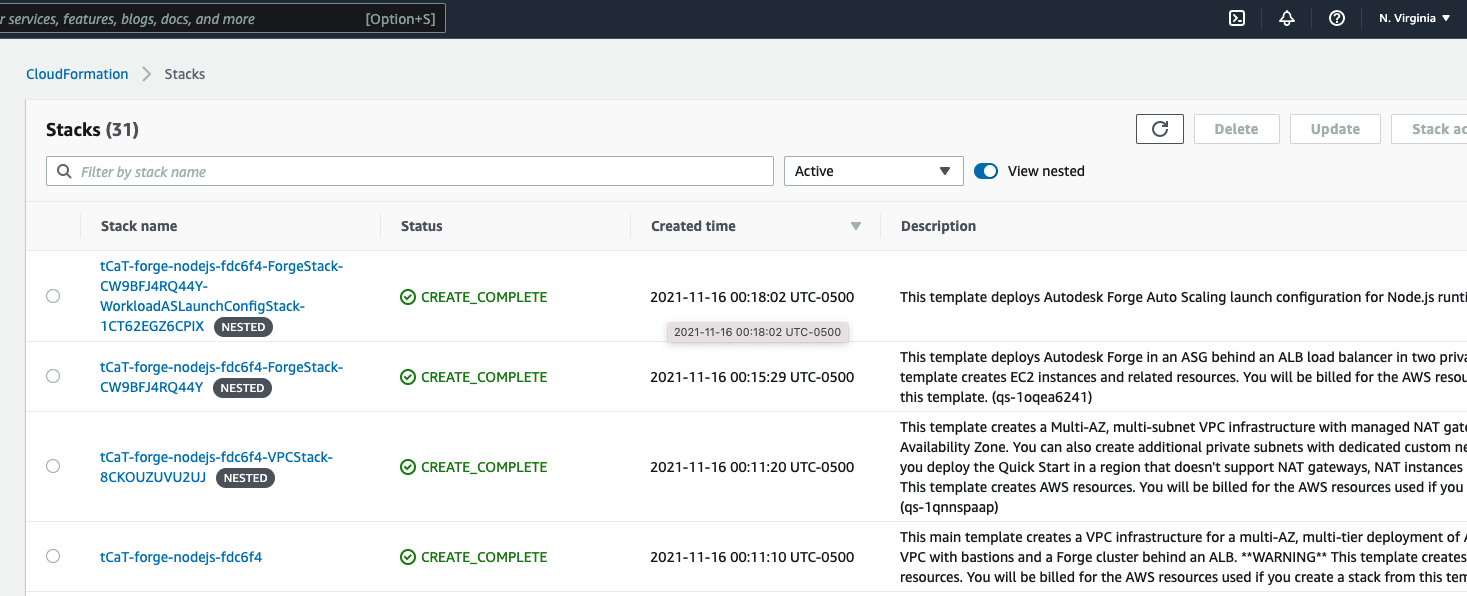 r services, features, blogs, docs, and more [Option+S] N. Virginia ▼
CloudFormation > Stacks
Stacks (31) Delete Update Stack ac
Filter by stack name Active View nested
Stack name Status Created time Description
tCaT-forge-nodejs-fdc6f4-ForgeStack-
CW9BFJ4RQ44Y-
WorkloadASLaunchConfigStack-
1CT62EGZ6CPIX NESTED
CREATE_COMPLETE
2021-11-16 00:18:02 UTC-0500
This template deploys Autodesk Forge Auto Scaling launch configuration for Node.js runti
2021-11-16 00:18:02 UTC-0500
tCaT-forge-nodejs-fdc6f4-ForgeStack-
CW9BFJ4RQ44Y NESTED
CREATE_COMPLETE
2021-11-16 00:15:29 UTC-0500
This template deploys Autodesk Forge in an ASG behind an ALB load balancer in two priva
template creates EC2 instances and related resources. You will be billed for the AWS resou
this template. (qs-1oqea6241)
tCaT-forge-nodejs-fdc6f4-VPCStack-
8CKOUZUVU2UJ NESTED
CREATE_COMPLETE
2021-11-16 00:11:20 UTC-0500
This template creates a Multi-AZ, multi-subnet VPC infrastructure with managed NAT gate
Availability Zone. You can also create additional private subnets with dedicated custom ne
you deploy the Quick Start in a region that doesn't support NAT gateways, NAT instances
This template creates AWS resources. You will be billed for the AWS resources used if you
(qs-1qnnspaap)
tCaT-forge-nodejs-fdc6f4
CREATE_COMPLETE
2021-11-16 00:11:10 UTC-0500
This main template creates a VPC infrastructure for a multi-AZ, multi-tier deployment of A
VPC with bastions and a Forge cluster behind an ALB. **WARNING** This template creates
resources. You will be billed for the AWS resources used if you create a stack from this tem